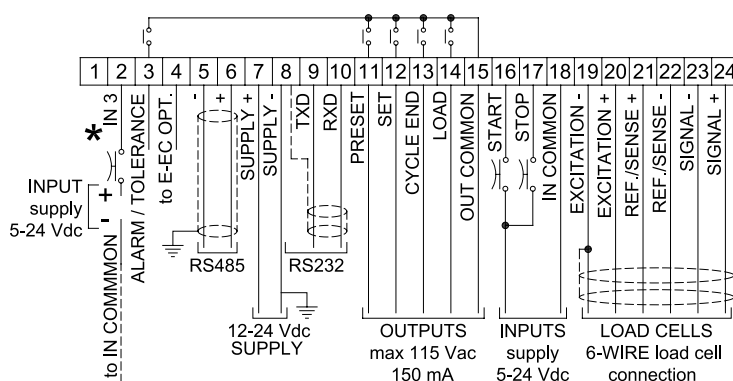 1 2 3 4 5 6 7 8 9 10 11 12 13 14 15 16 17 18 19 20 21 22 23 24
*
IN 3
ALARM / TOLERANCE
to E-EC OPT.
-
+
SUPPLY +
SUPPLY -
TXD
RXD
PRESET
SET
CYCLE END
LOAD
OUT COMMON
START
STOP
IN COMMON
EXCITATION -
EXCITATION +
REF./SENSE +
REF./SENSE -
SIGNAL -
SIGNAL +
INPUT
supply
5-24 Vdc
+
-
to IN COMMMON
RS485
RS232
12-24 Vdc
SUPPLY
OUTPUTS
max 115 Vac
150 mA
INPUTS
supply
5-24 Vdc
LOAD CELLS
6-WIRE load cell
connection